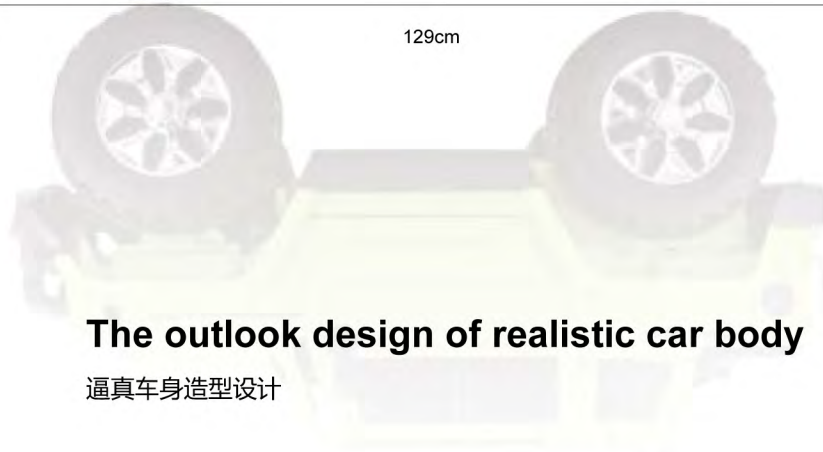 129cm
The outlook design of realistic car body
逼真车身造型设计